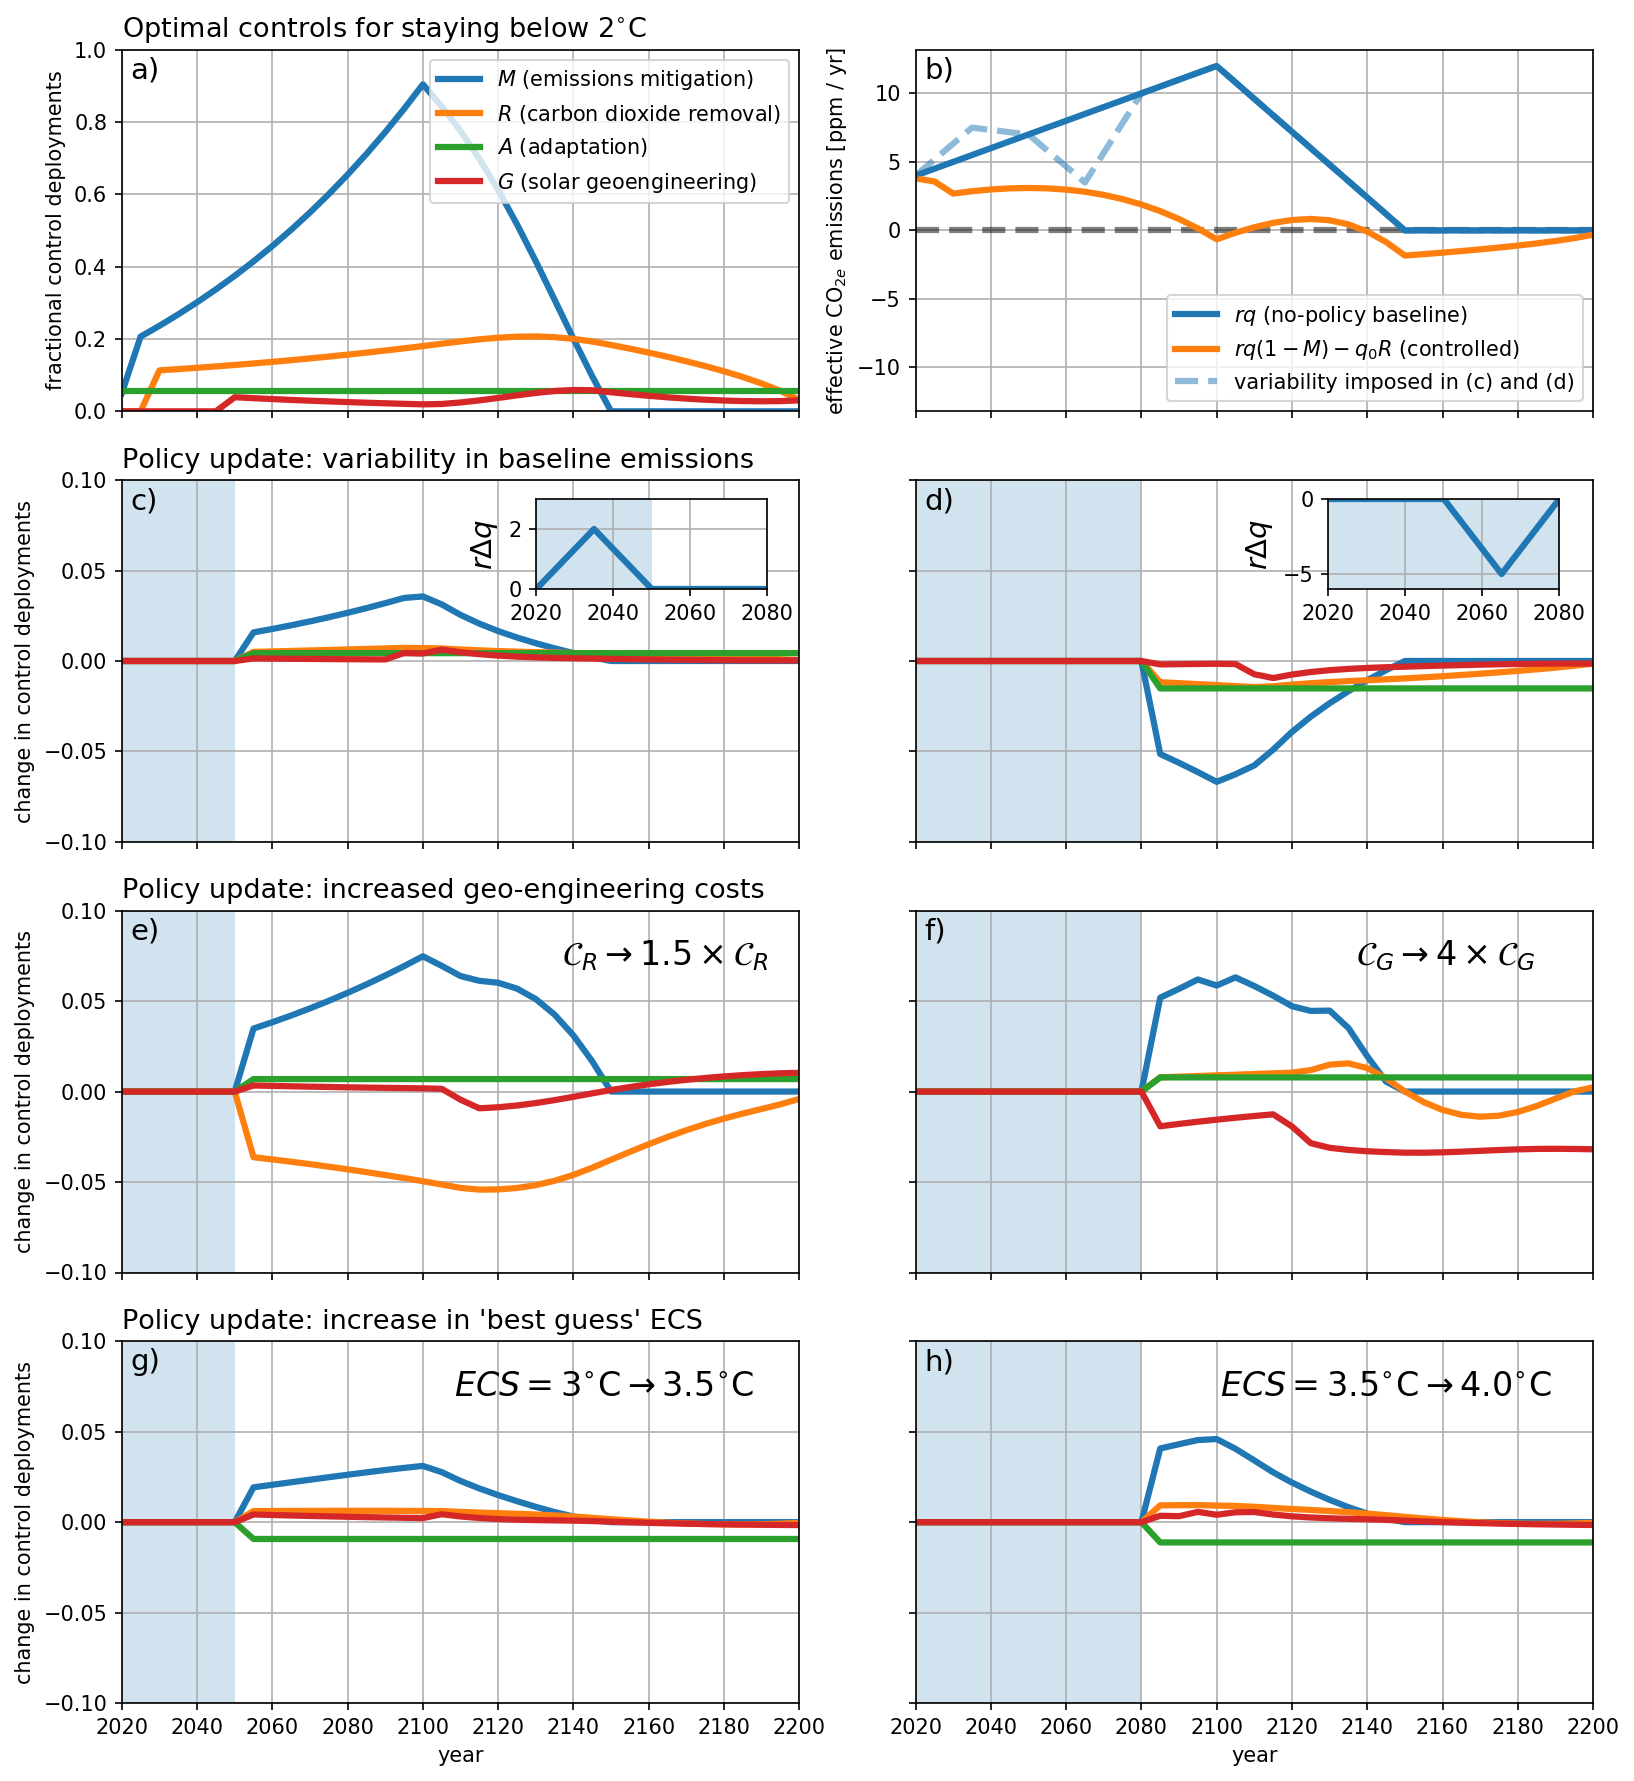 Optimal controls for staying below 2°C
a)
fractional control deployments
1.0
0.8
0.6
0.4
0.2
0.0
M (emissions mitigation)
R (carbon dioxide removal)
A (adaptation)
G (solar geoengineering)
b)
effective CO₂ₑ emissions [ppm / yr]
10
5
0
−5
−10
rq (no-policy baseline)
rq(1 − M) − q₀R (controlled)
variability imposed in (c) and (d)
Policy update: variability in baseline emissions
c)
change in control deployments
0.10
0.05
0.00
−0.05
−0.10
rΔq
2
0
2020 2040 2060 2080
d)
rΔq
0
−5
2020 2040 2060 2080
Policy update: increased geo-engineering costs
e)
change in control deployments
0.10
0.05
0.00
−0.05
−0.10
𝒞_R → 1.5 × 𝒞_R
f)
𝒞_G → 4 × 𝒞_G
Policy update: increase in 'best guess' ECS
g)
change in control deployments
0.10
0.05
0.00
−0.05
−0.10
ECS = 3°C → 3.5°C
2020 2040 2060 2080 2100 2120 2140 2160 2180 2200
year
h)
ECS = 3.5°C → 4.0°C
2020 2040 2060 2080 2100 2120 2140 2160 2180 2200
year